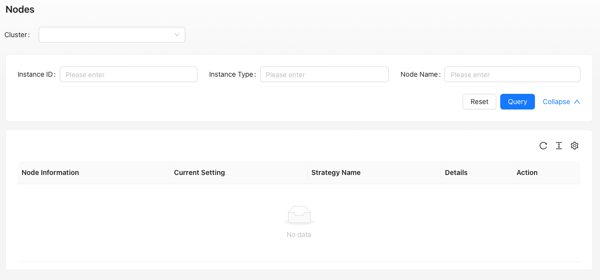 Nodes
Cluster:
Instance ID: Please enter Instance Type: Please enter Node Name: Please enter
Reset Query Collapse
Node Information Current Setting Strategy Name Details Action
No data